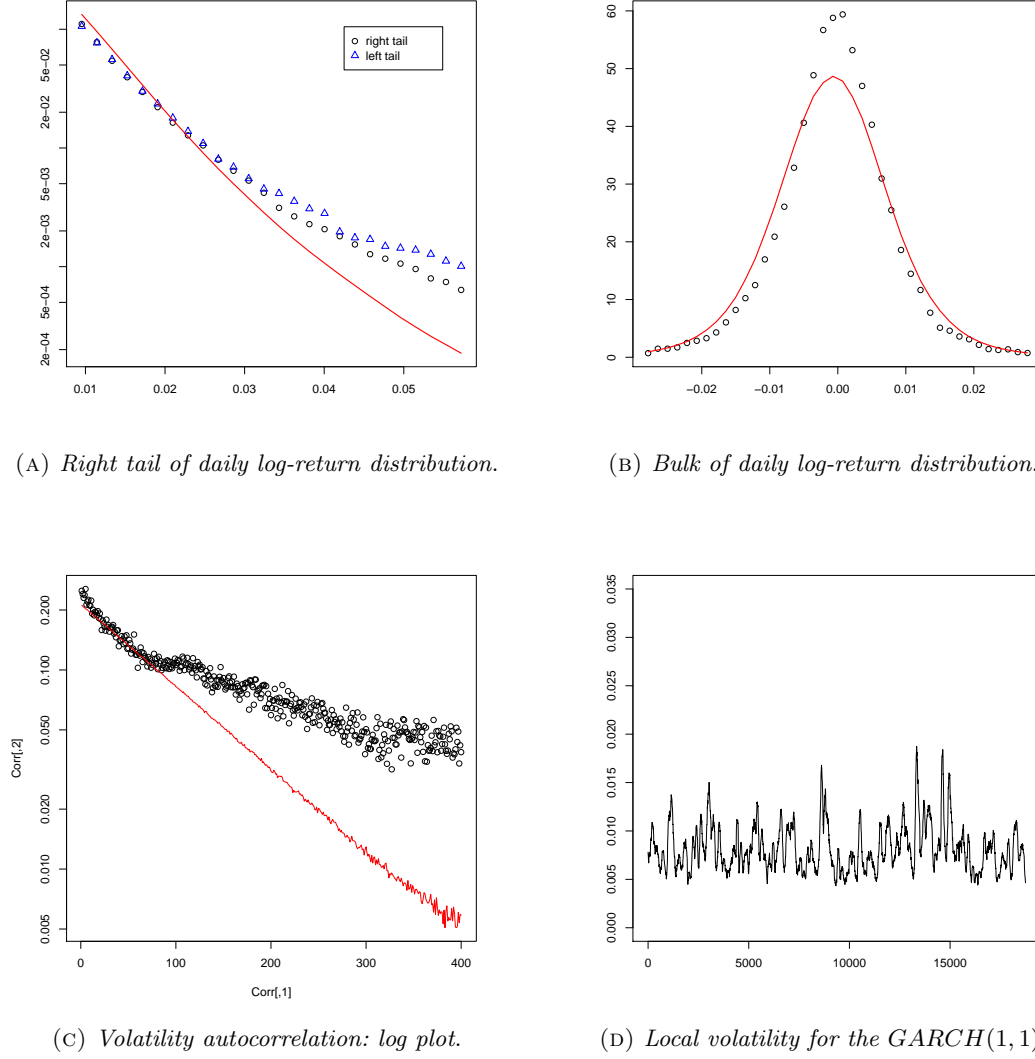 right tail
left tail
5e−02
2e−02
5e−03
2e−03
5e−04
2e−04
0.01
0.02
0.03
0.04
0.05
60
50
40
30
20
10
0
−0.02
−0.01
0.00
0.01
0.02
(A) Right tail of daily log-return distribution.
(B) Bulk of daily log-return distribution.
Corr[,2]
0.200
0.100
0.050
0.020
0.010
0.005
0
100
200
300
400
Corr[,1]
0.035
0.030
0.025
0.020
0.015
0.010
0.005
0.000
0
5000
10000
15000
(C) Volatility autocorrelation: log plot.
(D) Local volatility for the GARCH(1, 1)